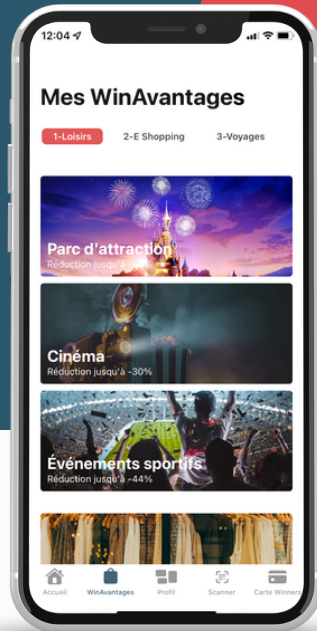 12:04
Mes WinAvantages
1-Loisirs 2-E Shopping 3-Voyages
Parc d'attraction
Réduction jusqu'à
Cinéma
Réduction jusqu'à -30%
Événements sportifs
Réduction jusqu'à -44%
Accueil WinAvantages Profil Scanner Carte Winners